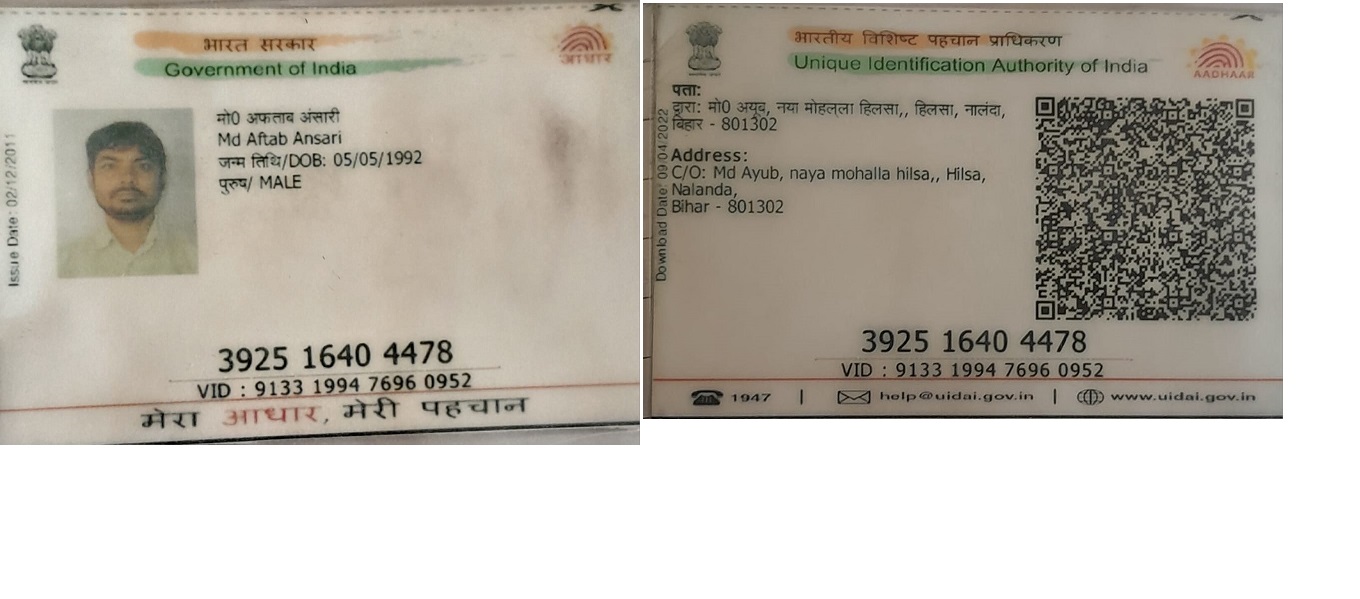 भारत सरकार
Government of India
आधार
Issue Date: 02/12/2011
मो0 अफताब अंसारी
Md Aftab Ansari
जन्म तिथि/DOB: 05/05/1992
पुरुष/ MALE
3925 1640 4478
VID : 9133 1994 7696 0952
मेरा आधार, मेरी पहचान
भारतीय विशिष्ट पहचान प्राधिकरण
Unique Identification Authority of India
AADHAAR
Download Date: 09/04/2022
पता:
द्वारा: मो0 अयूब, नया मोहल्ला हिलसा,, हिलसा, नालंदा,
बिहार - 801302
Address:
C/O: Md Ayub, naya mohalla hilsa,, Hilsa,
Nalanda,
Bihar - 801302
3925 1640 4478
VID : 9133 1994 7696 0952
1947 | help@uidai.gov.in | www.uidai.gov.in